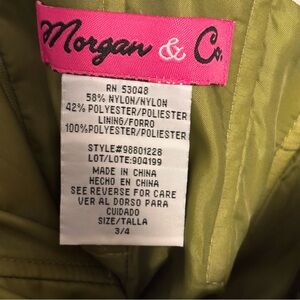 Morgan & Co.
RN 53048
58% NYLON/NYLON
42% POLYESTER/POLIESTER
LINING/FORRO
100%POLYESTER/POLIESTER
STYLE#98601228
LOT/LOTE:904199
MADE IN CHINA
HECHO EN CHINA
SEE REVERSE FOR CARE
VER AL DORSO PARA
CUIDADO
SIZE/TALLA
3/4